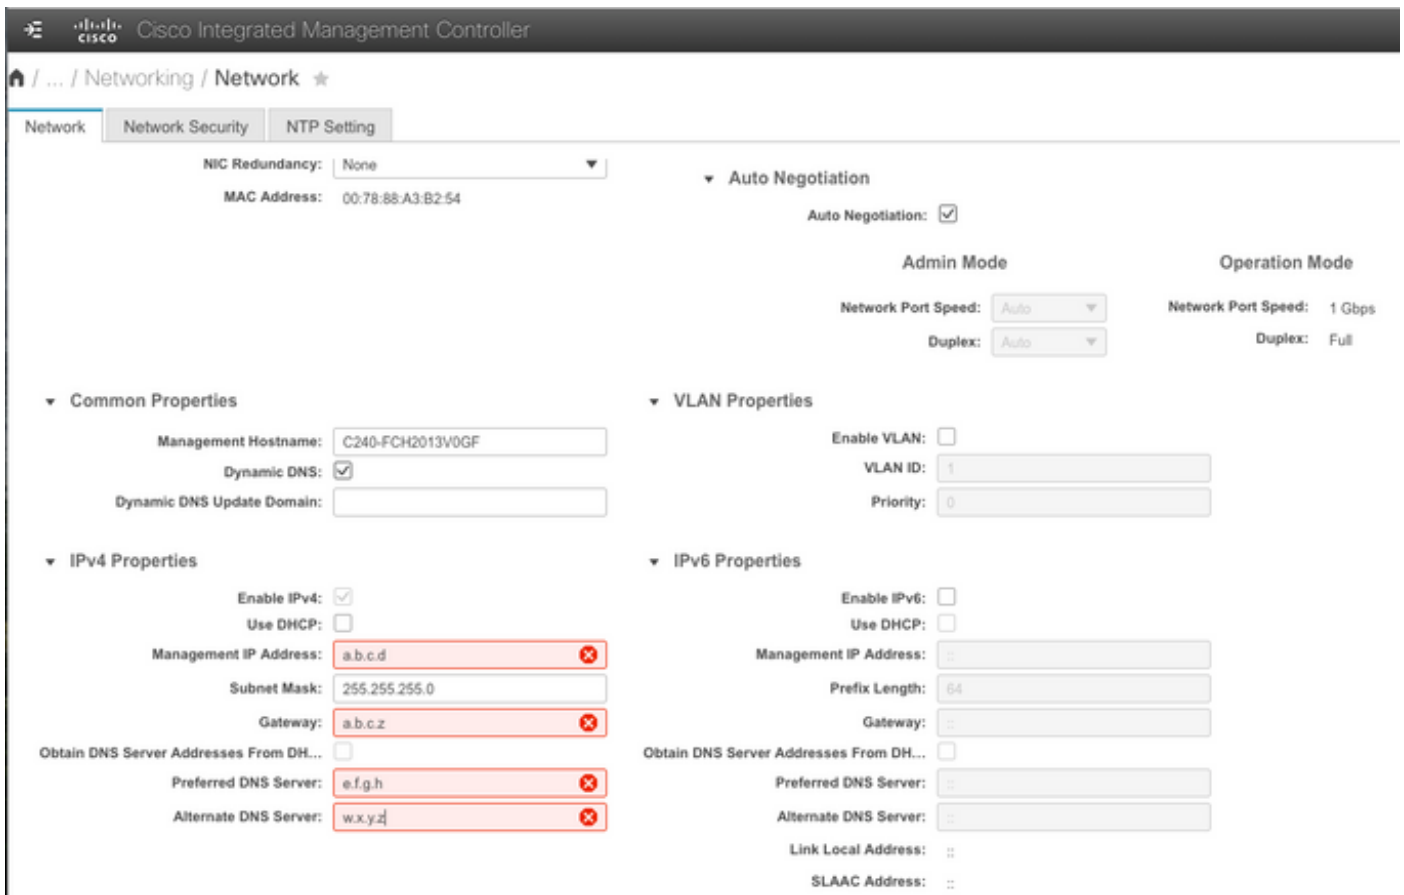 cisco Cisco Integrated Management Controller
/ ... / Networking / Network
Network Network Security NTP Setting
NIC Redundancy: None
MAC Address: 00:78:88:A3:B2:54
Auto Negotiation
Auto Negotiation:
Admin Mode Operation Mode
Network Port Speed: Auto Network Port Speed: 1 Gbps
Duplex: Auto Duplex: Full
Common Properties
Management Hostname: C240-FCH2013V0GF
Dynamic DNS:
Dynamic DNS Update Domain:
VLAN Properties
Enable VLAN:
VLAN ID: 1
Priority: 0
IPv4 Properties
Enable IPv4:
Use DHCP:
Management IP Address: a.b.c.d
Subnet Mask: 255.255.255.0
Gateway: a.b.c.z
Obtain DNS Server Addresses From DH...
Preferred DNS Server: e.f.g.h
Alternate DNS Server: w.x.y.z
IPv6 Properties
Enable IPv6:
Use DHCP:
Management IP Address: ::
Prefix Length: 64
Gateway: ::
Obtain DNS Server Addresses From DH...
Preferred DNS Server: ::
Alternate DNS Server: ::
Link Local Address: ::
SLAAC Address: ::